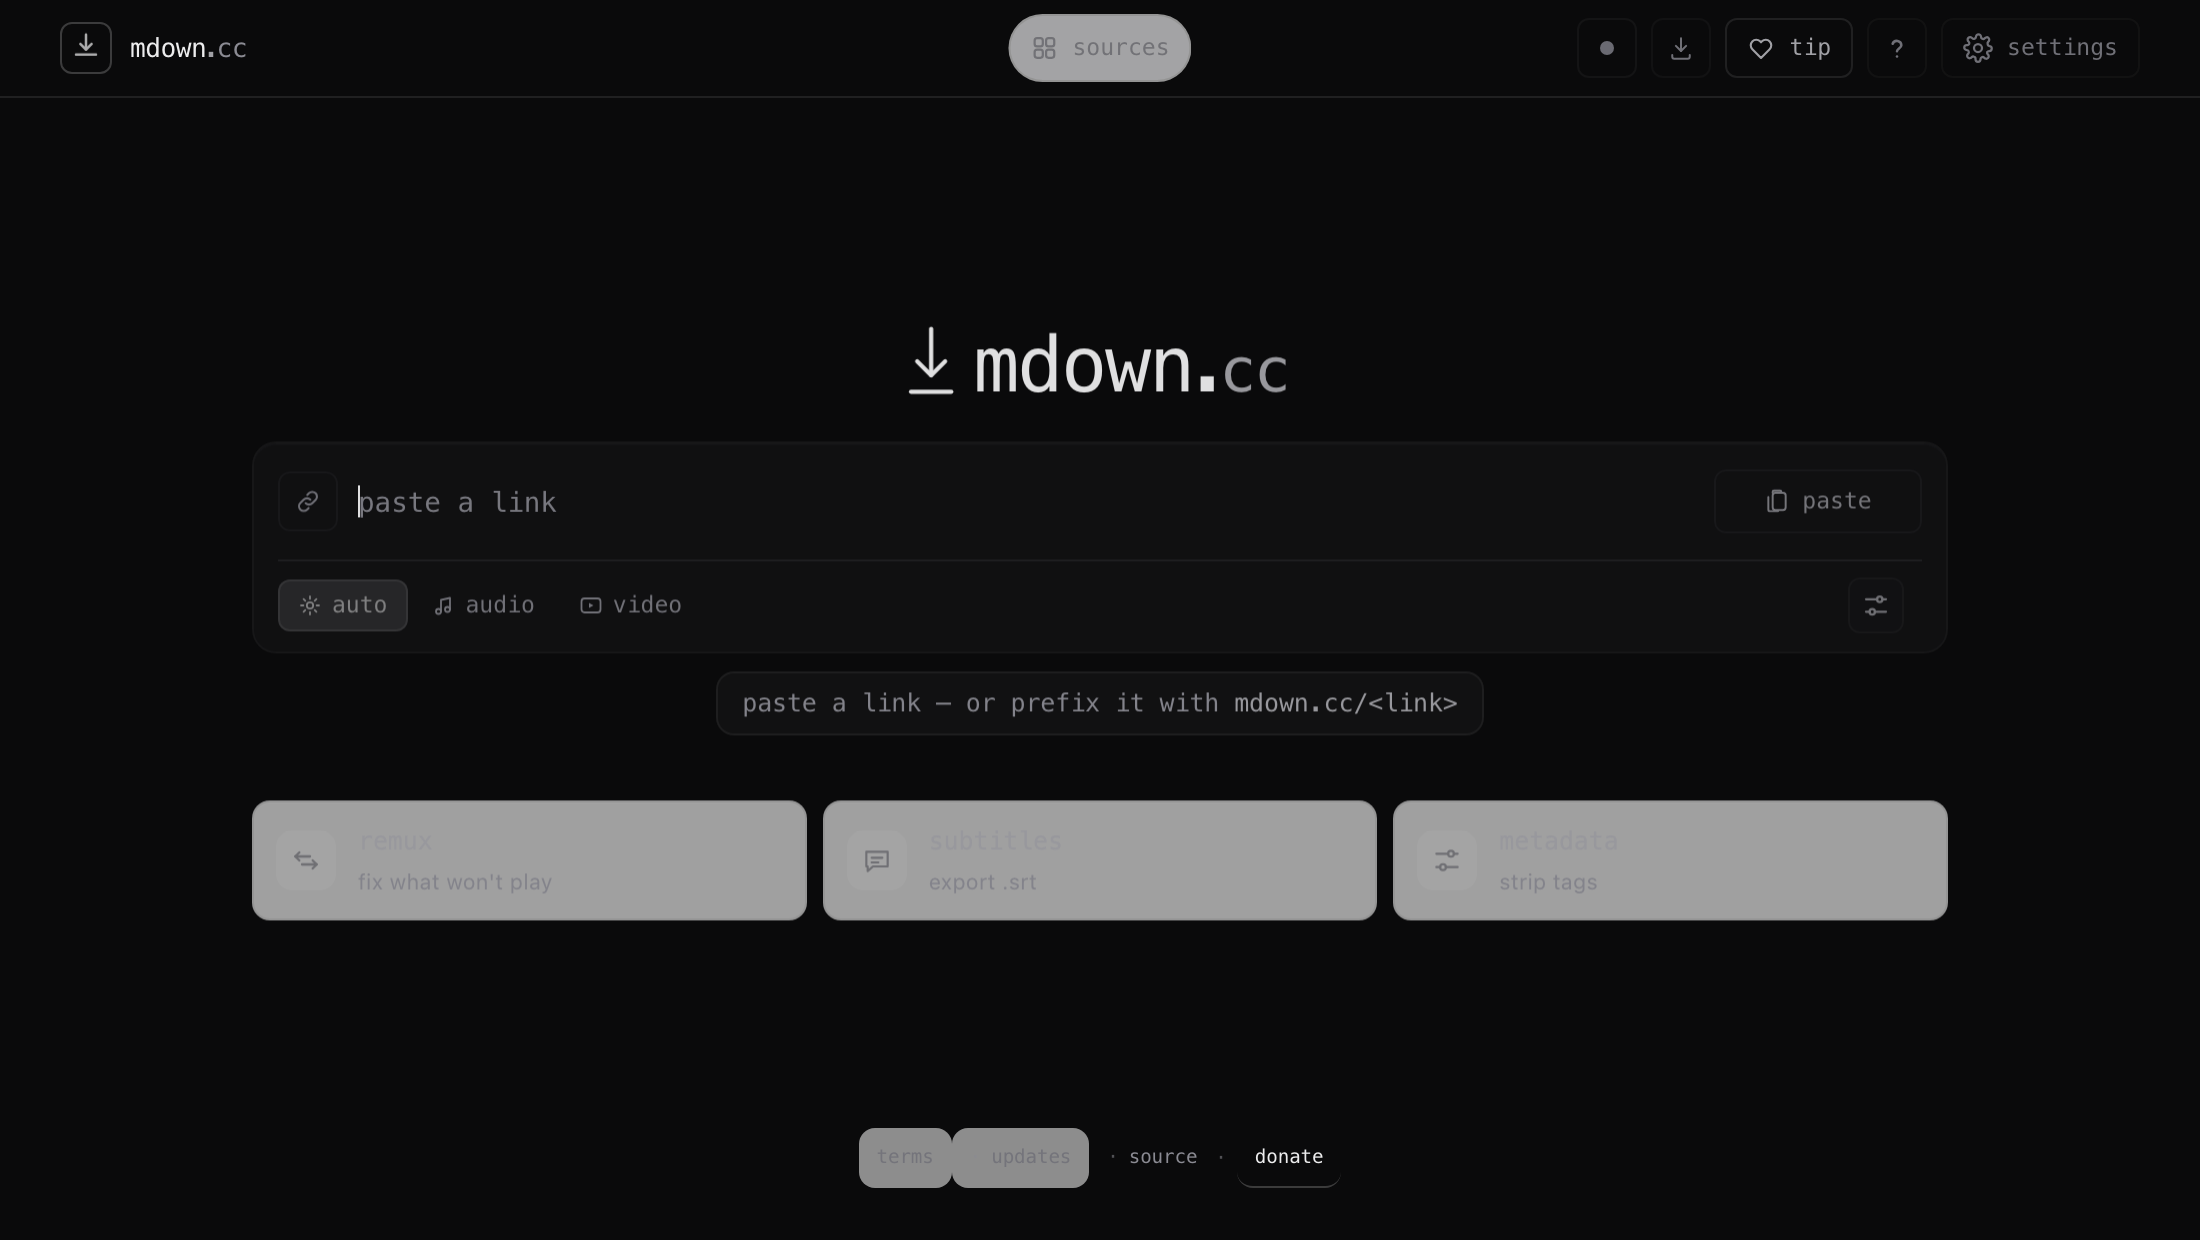 mdown.cc
sources
tip
?
settings
mdown.cc
paste a link
paste
auto
audio
video
paste a link — or prefix it with mdown.cc/<link>
remux
fix what won't play
subtitles
export .srt
metadata
strip tags
terms
updates
· source · donate